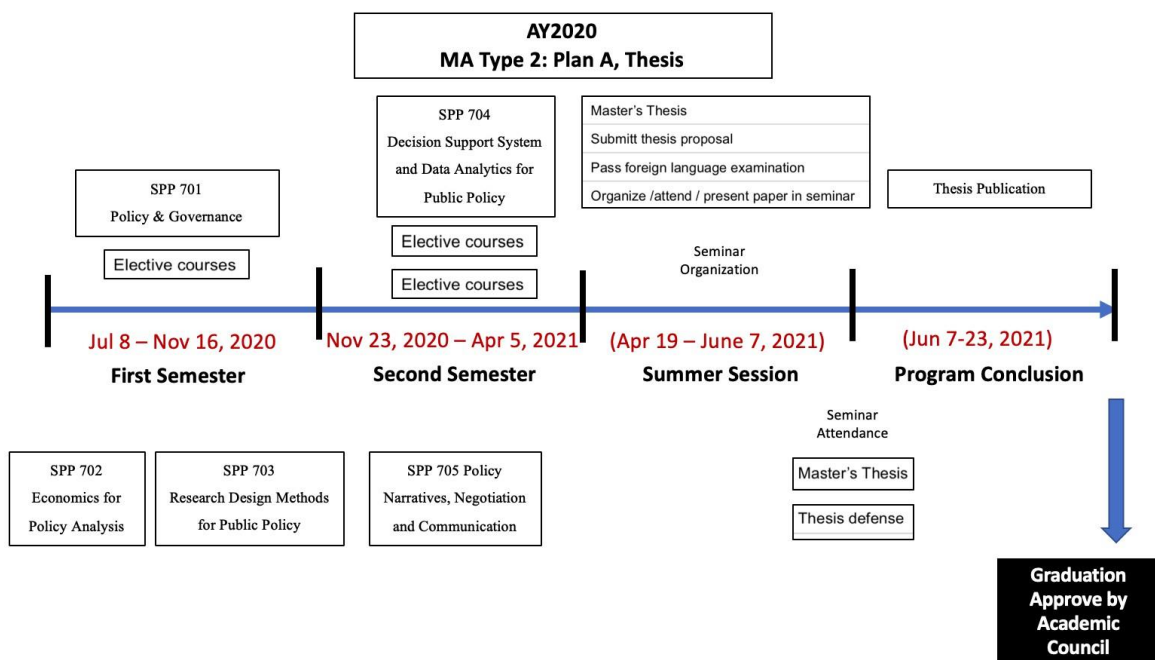 AY2020
MA Type 2: Plan A, Thesis
SPP 704
Decision Support System
and Data Analytics for
Public Policy
Master's Thesis
Submitt thesis proposal
Pass foreign language examination
Organize /attend / present paper in seminar
SPP 701
Policy & Governance
Thesis Publication
Elective courses
Elective courses
Elective courses
Seminar
Organization
Jul 8 – Nov 16, 2020
Nov 23, 2020 – Apr 5, 2021
(Apr 19 – June 7, 2021)
(Jun 7-23, 2021)
First Semester
Second Semester
Summer Session
Program Conclusion
Seminar
Attendance
SPP 702
Economics for
Policy Analysis
SPP 703
Research Design Methods
for Public Policy
SPP 705 Policy
Narratives, Negotiation
and Communication
Master's Thesis
Thesis defense
Graduation
Approve by
Academic
Council